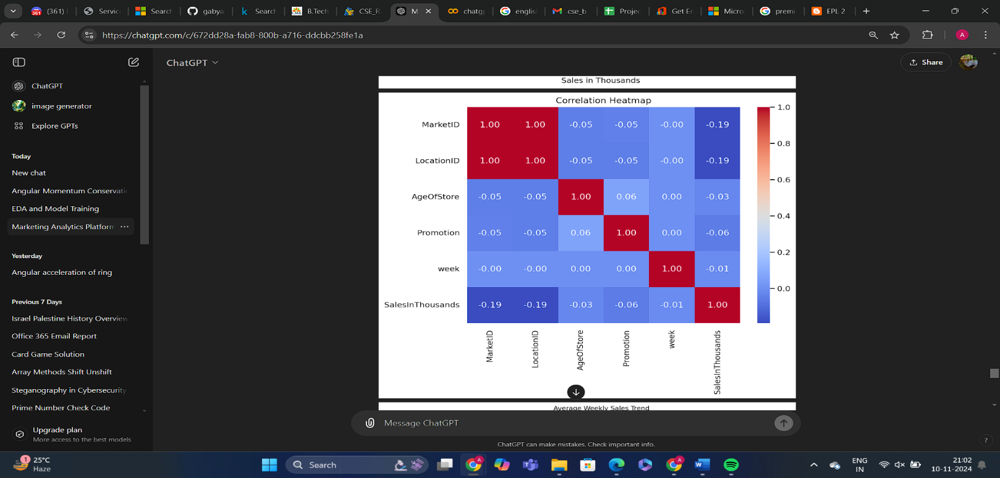 (361)
Servic
Search
gabya
Search
B.Tech
CSE_R
M
chatg
englis
cse_b
Projec
Get Er
Micro
premi
EPL 2
https://chatgpt.com/c/672dd28a-fab8-800b-a716-ddcbb258fe1a
A
ChatGPT
Share
ChatGPT
image generator
Explore GPTs
Today
New chat
Angular Momentum Conservatio
EDA and Model Training
Marketing Analytics Platform
Yesterday
Angular acceleration of ring
Previous 7 Days
Israel Palestine History Overview
Office 365 Email Report
Card Game Solution
Array Methods Shift Unshift
Steganography in Cybersecurity
Prime Number Check Code
Upgrade plan
More access to the best models
Sales in Thousands
Correlation Heatmap
MarketID 1.00 1.00 -0.05 -0.05 -0.00 -0.19
LocationID 1.00 1.00 -0.05 -0.05 -0.00 -0.19
AgeOfStore -0.05 -0.05 1.00 0.06 0.00 -0.03
Promotion -0.05 -0.05 0.06 1.00 0.00 -0.06
week -0.00 -0.00 0.00 0.00 1.00 -0.01
SalesInThousands -0.19 -0.19 -0.03 -0.06 -0.01 1.00
MarketID
LocationID
AgeOfStore
Promotion
week
SalesInThousands
1.0
0.8
0.6
0.4
0.2
0.0
Average Weekly Sales Trend
Message ChatGPT
ChatGPT can make mistakes. Check important info.
?
1
25°C
Haze
Search
ENG
IN
21:02
10-11-2024